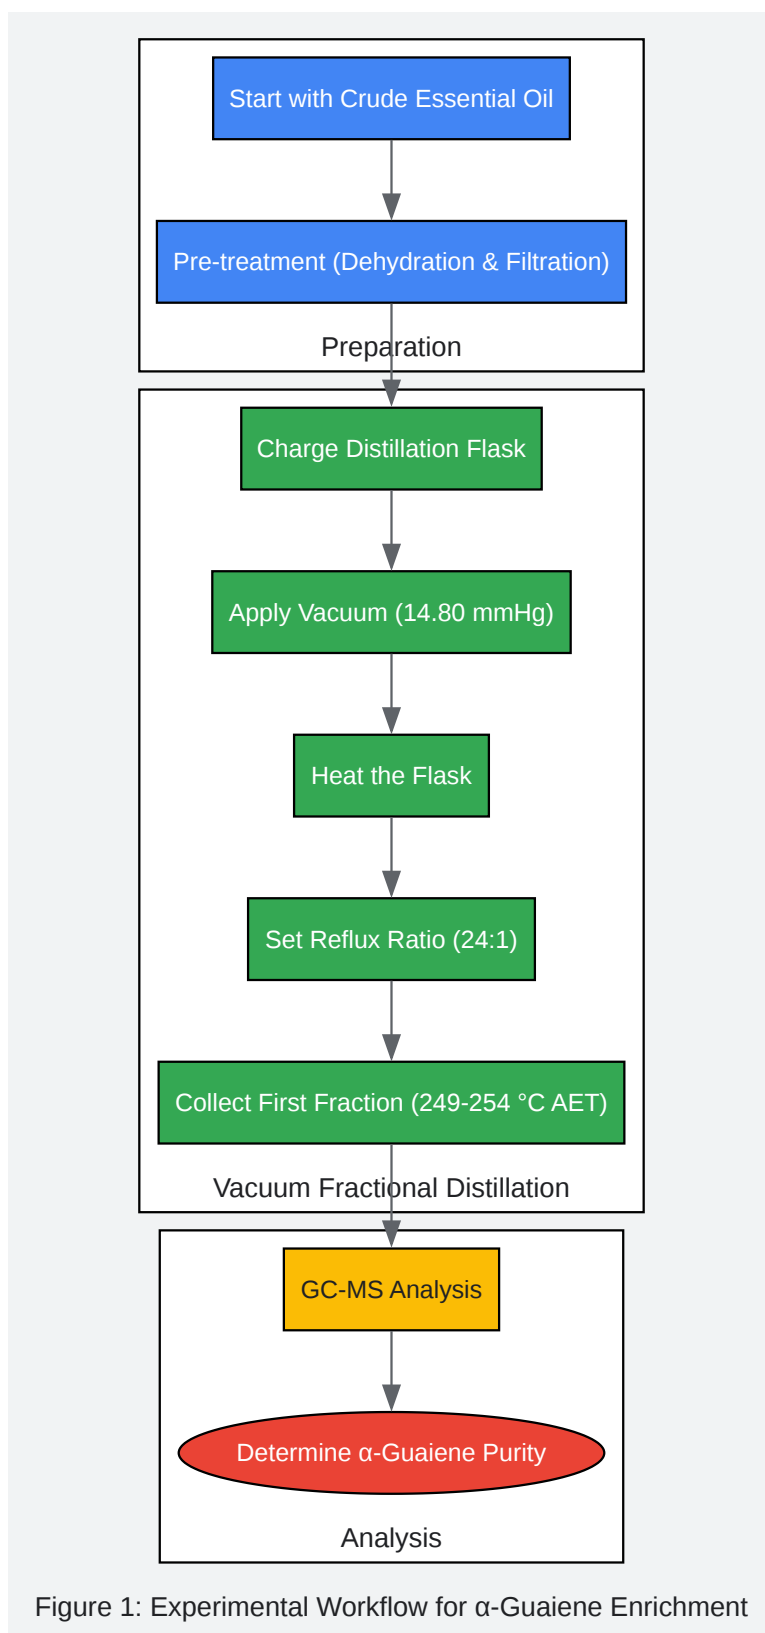 Start with Crude Essential Oil
Pre-treatment (Dehydration & Filtration)
Preparation
Charge Distillation Flask
Apply Vacuum (14.80 mmHg)
Heat the Flask
Set Reflux Ratio (24:1)
Collect First Fraction (249-254 °C AET)
Vacuum Fractional Distillation
GC-MS Analysis
Determine α-Guaiene Purity
Analysis
Figure 1: Experimental Workflow for α-Guaiene Enrichment